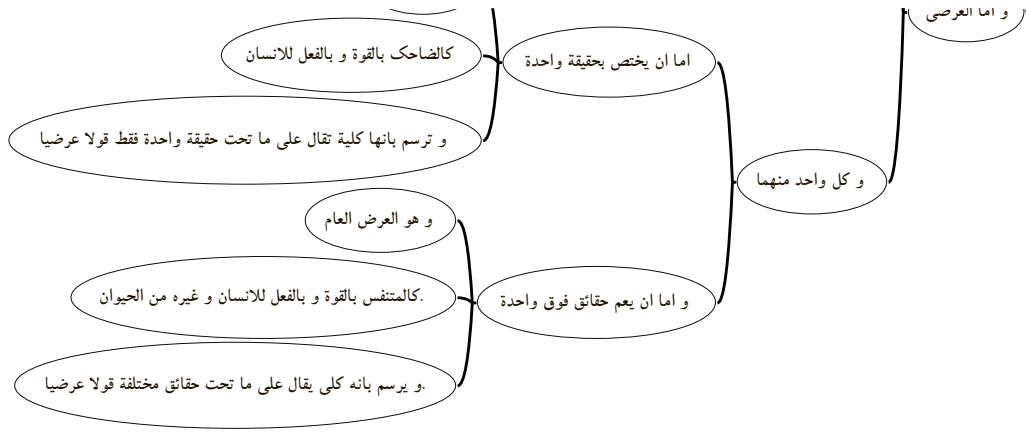 و اما العرضی
و کل واحد منهما
اما ان یختص بحقیقة واحدة
کالضاحک بالقوة و بالفعل للانسان
و ترسم بانها کلیة تقال علی ما تحت حقیقة واحدة فقط قولا عرضیا
و اما ان یعم حقائق فوق واحدة
و هو العرض العام
کالمتنفس بالقوة و بالفعل للانسان و غیره من الحیوان.
و یرسم بانه کلی یقال علی ما تحت حقائق مختلفة قولا عرضیا.